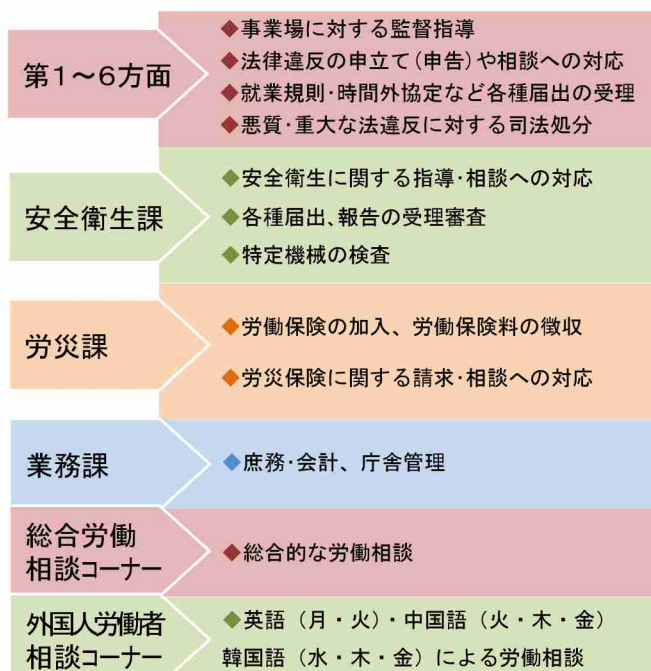 第1～6方面
◆事業場に対する監督指導
◆法律違反の申立て(申告)や相談への対応
◆就業規則･時間外協定など各種届出の受理
◆悪質･重大な法違反に対する司法処分
安全衛生課
◆安全衛生に関する指導･相談への対応
◆各種届出、報告の受理審査
◆特定機械の検査
労災課
◆労働保険の加入、労働保険料の徴収
◆労災保険に関する請求･相談への対応
業務課
◆庶務･会計、庁舎管理
総合労働
相談コーナー
◆総合的な労働相談
外国人労働者
相談コーナー
◆英語（月・火）・中国語（火・木・金）
韓国語（水・木・金）による労働相談